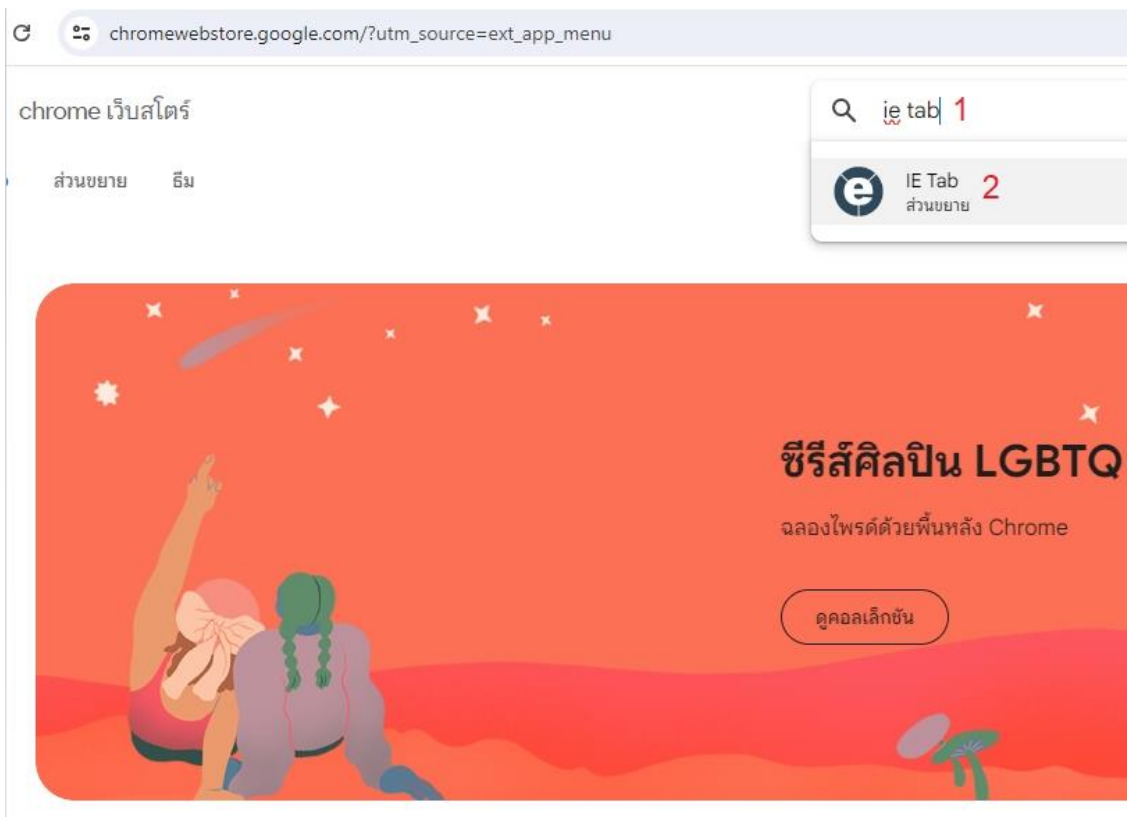 chromewebstore.google.com/?utm_source=ext_app_menu
chrome เว็บสโตร์
ie tab 1
ส่วนขยาย ธีม
IE Tab 2
ส่วนขยาย
ซีรีส์ศิลปิน LGBTQ
ฉลองไพรด์ด้วยพื้นหลัง Chrome
ดูคอลเล็กชัน